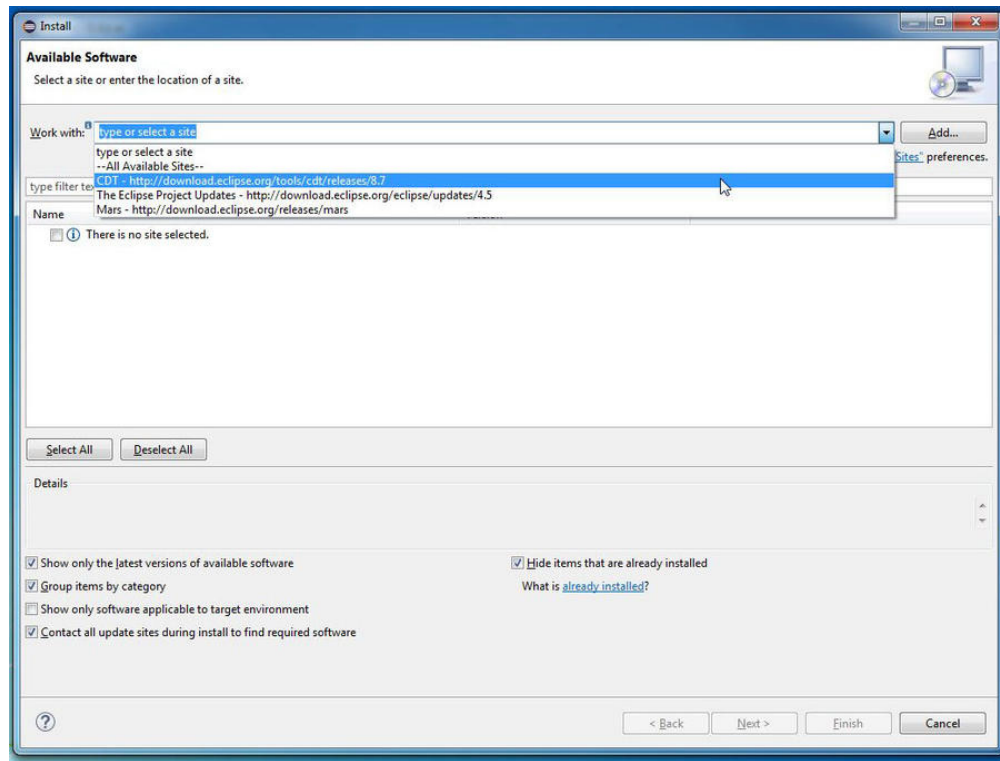 Install
Available Software
Select a site or enter the location of a site.
Work with: type or select a site Add...
type or select a site
--All Available Sites--
Sites" preferences.
CDT - http://download.eclipse.org/tools/cdt/releases/8.7
type filter tex
The Eclipse Project Updates - http://download.eclipse.org/eclipse/updates/4.5
Mars - http://download.eclipse.org/releases/mars
Name
There is no site selected.
Select All Deselect All
Details
Show only the latest versions of available software Hide items that are already installed
Group items by category What is already installed?
Show only software applicable to target environment
Contact all update sites during install to find required software
? < Back Next > Finish Cancel